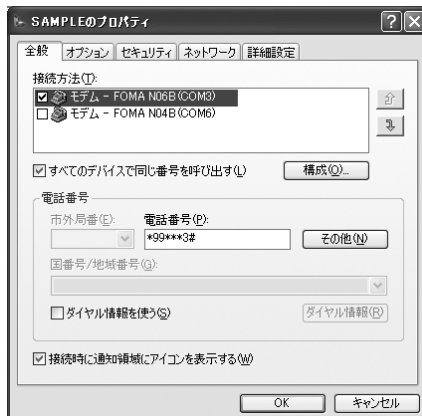 SAMPLEのプロパティ
全般 オプション セキュリティ ネットワーク 詳細設定
接続方法(T):
モデム - FOMA N06B(COM3)
モデム - FOMA N04B(COM6)
すべてのデバイスで同じ番号を呼び出す(L) 構成(O)...
電話番号
市外局番(E): 電話番号(P):
*99***3# その他(N)
国番号/地域番号(G):
ダイヤル情報を使う(S) ダイヤル情報(R)
接続時に通知領域にアイコンを表示する(W)
OK キャンセル